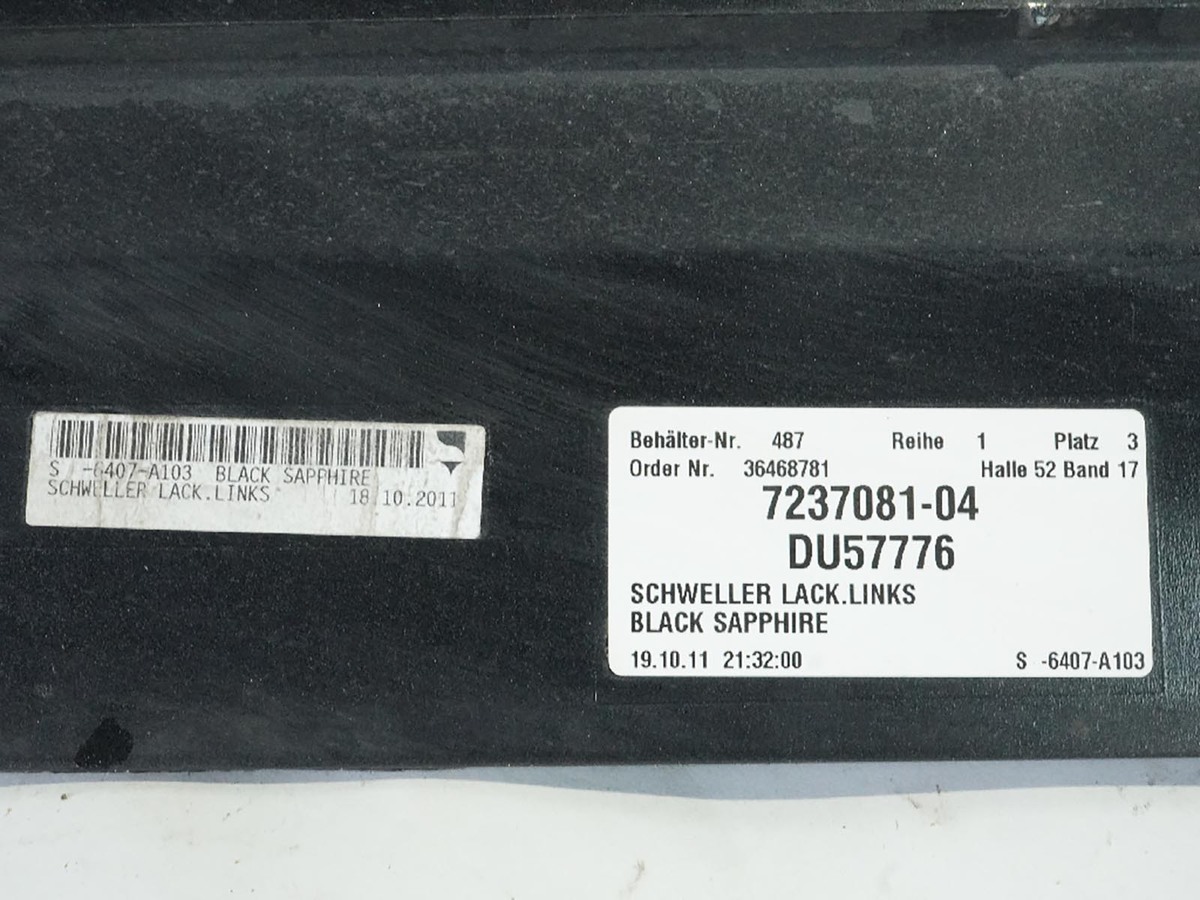 S -6407-A103 BLACK SAPPHIRE
SCHWELLER LACK.LINKS 18.10.2011
Behälter-Nr. 487 Reihe 1 Platz 3
Order Nr. 36468781 Halle 52 Band 17
7237081-04
DU57776
SCHWELLER LACK.LINKS
BLACK SAPPHIRE
19.10.11 21:32:00 S -6407-A103